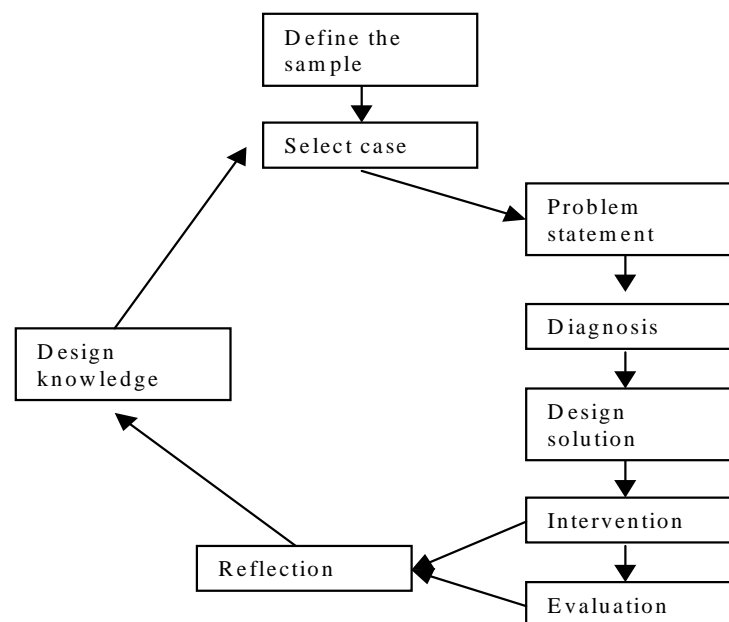 Define the
sample
Select case
Problem
statement
Diagnosis
Design
knowledge
Design
solution
Intervention
Reflection
Evaluation